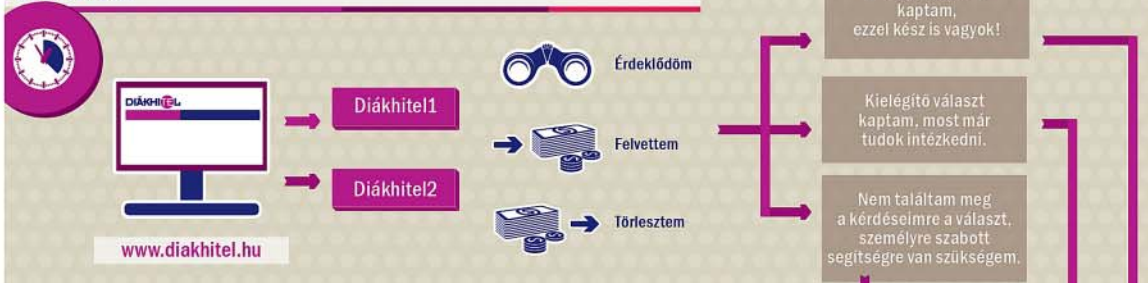 DIÁKHITEL
www.diakhitel.hu
Diákhitel1
Diákhitel2
Érdeklődöm
Felvettem
Törlesztem
kaptam,
ezzel kész is vagyok!
Kielégítő választ
kaptam, most már
tudok intézkedni.
Nem találtam meg
a kérdéseimre a választ,
személyre szabott
segítségre van szükségem.